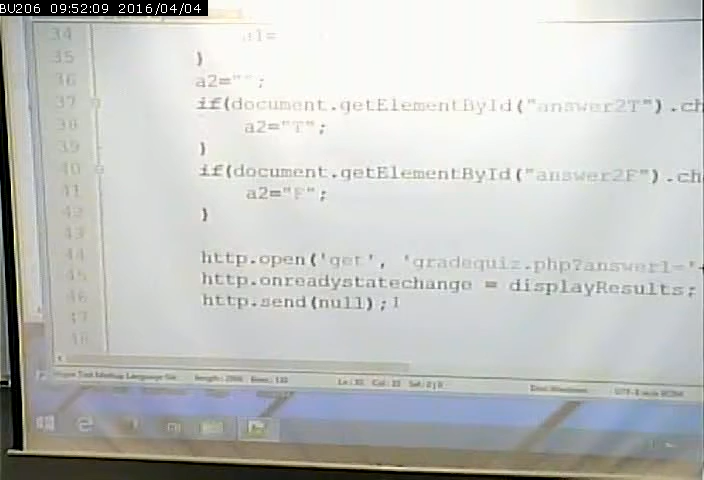 BU206 09:52:09 2016/04/04
34 a1=
35 }
36 a2="";
37 if(document.getElementById("answer2T").ch
38 a2="T";
39 }
40 if(document.getElementById("answer2F").ch
41 a2="F";
42 }
43
44 http.open('get', 'gradequiz.php?answer1='+
45 http.onreadystatechange = displayResults;
46 http.send(null);
47
48